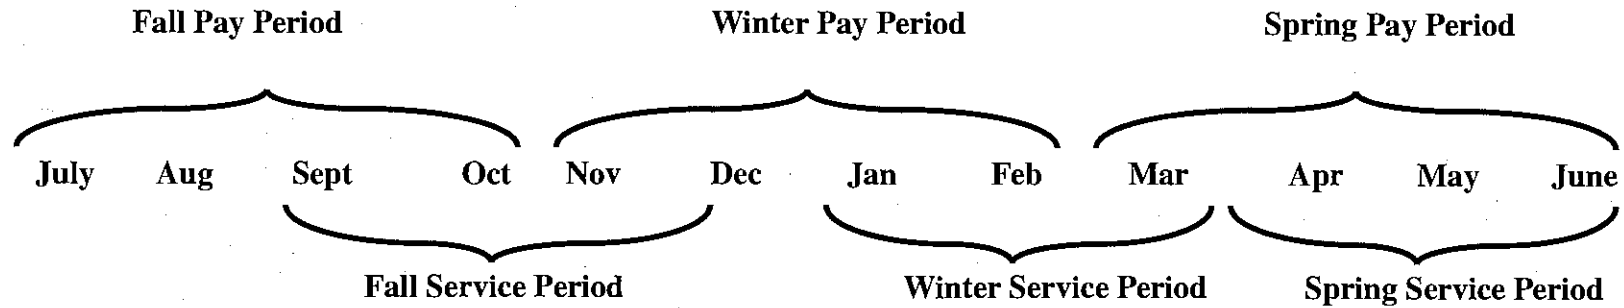 Fall Pay Period Winter Pay Period Spring Pay Period
July Aug Sept Oct Nov Dec Jan Feb Mar Apr May June
Fall Service Period Winter Service Period Spring Service Period